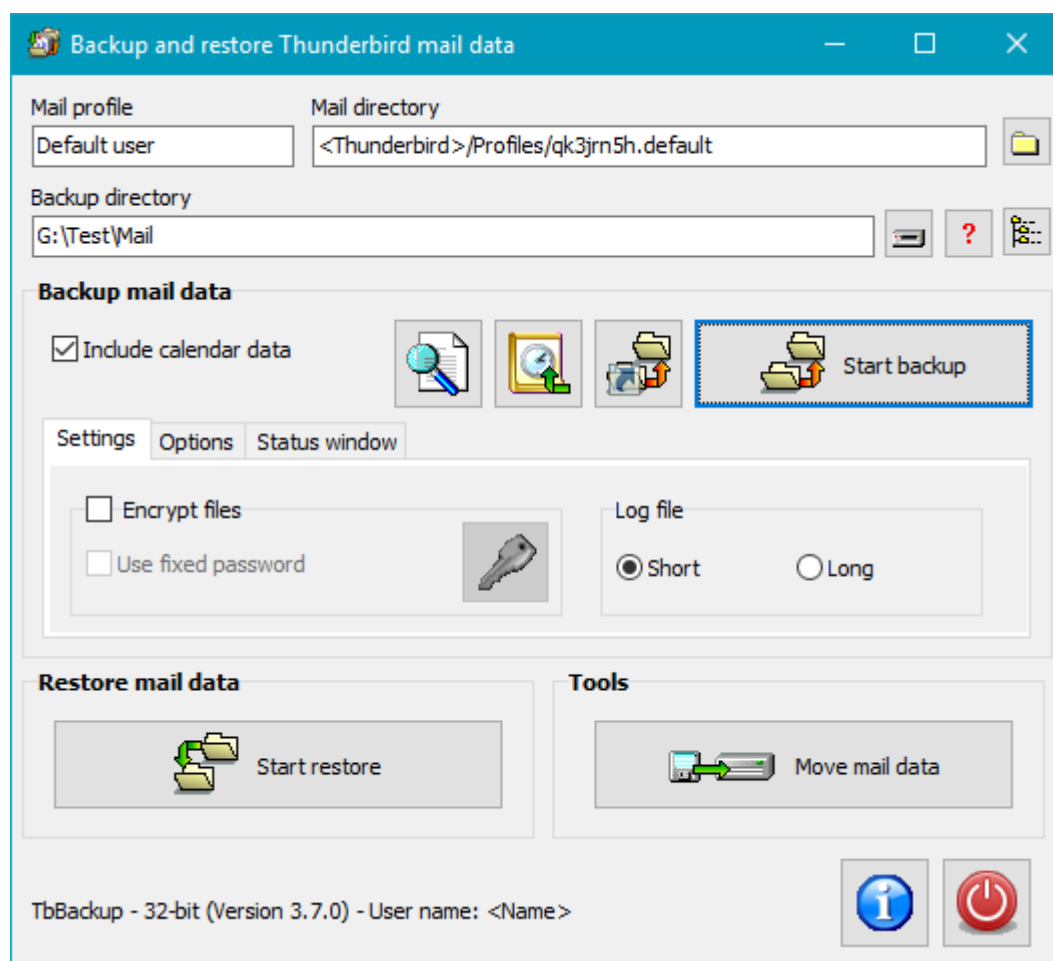 Backup and restore Thunderbird mail data
Mail profile
Mail directory
Default user
<Thunderbird>/Profiles/qk3jrn5h.default
Backup directory
G:\Test\Mail
?
Backup mail data
Include calendar data
Start backup
Settings
Options
Status window
Encrypt files
Log file
Use fixed password
Short
Long
Restore mail data
Tools
Start restore
Move mail data
TbBackup - 32-bit (Version 3.7.0) - User name: <Name>